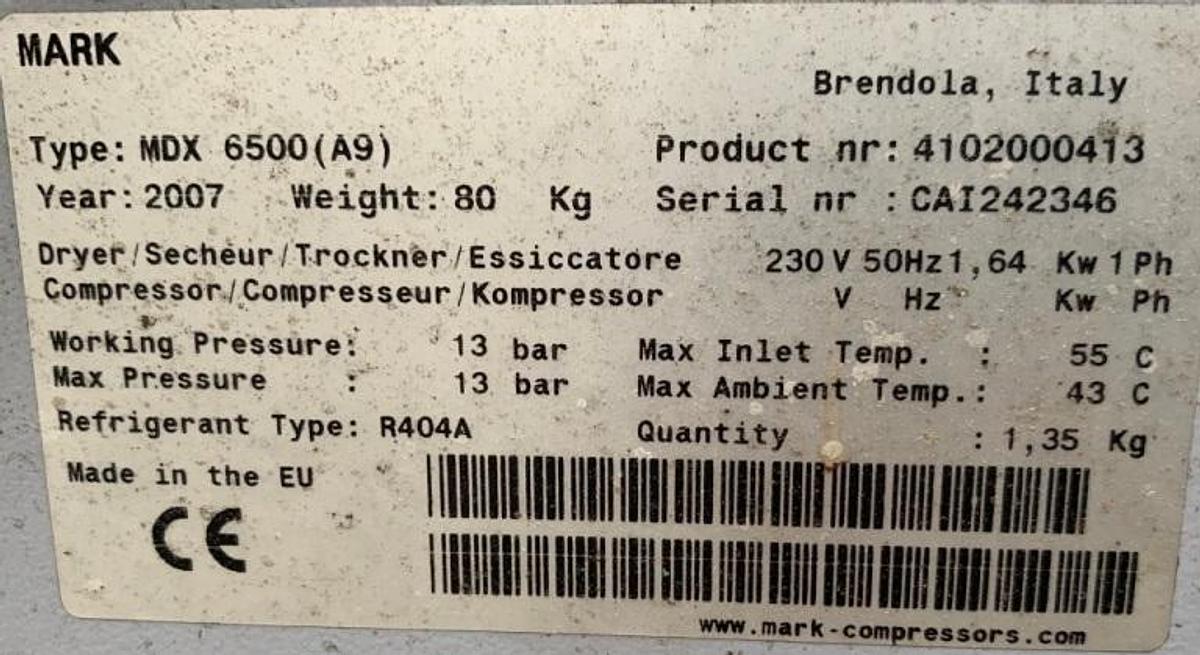 MARK
Brendola, Italy
Type: MDX 6500(A9) Product nr: 4102000413
Year: 2007 Weight: 80 Kg Serial nr : CAI242346
Dryer/Secheur/Trockner/Essiccatore 230 V 50Hz 1,64 Kw 1 Ph
Compressor/Compresseur/Kompressor V Hz Kw Ph
Working Pressure: 13 bar Max Inlet Temp. : 55 C
Max Pressure : 13 bar Max Ambient Temp.: 43 C
Refrigerant Type: R404A Quantity : 1,35 Kg
Made in the EU
CE
www.mark-compressors.com